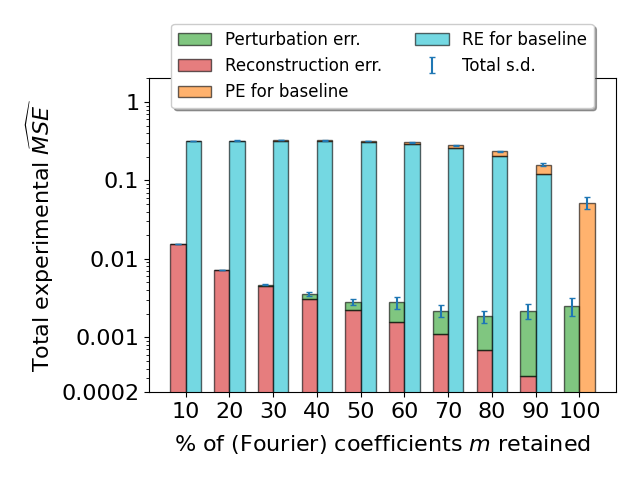 Perturbation err.
Reconstruction err.
PE for baseline
RE for baseline
Total s.d.
Total experimental $\widehat{MSE}$
1
0.1
0.01
0.001
0.0002
10 20 30 40 50 60 70 80 90 100
% of (Fourier) coefficients m retained